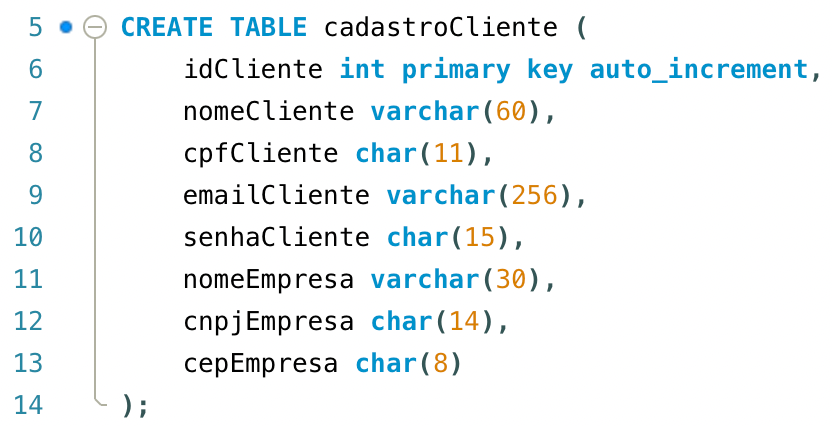 5 CREATE TABLE cadastroCliente (
6 idCliente int primary key auto_increment,
7 nomeCliente varchar(60),
8 cpfCliente char(11),
9 emailCliente varchar(256),
10 senhaCliente char(15),
11 nomeEmpresa varchar(30),
12 cnpjEmpresa char(14),
13 cepEmpresa char(8)
14 );